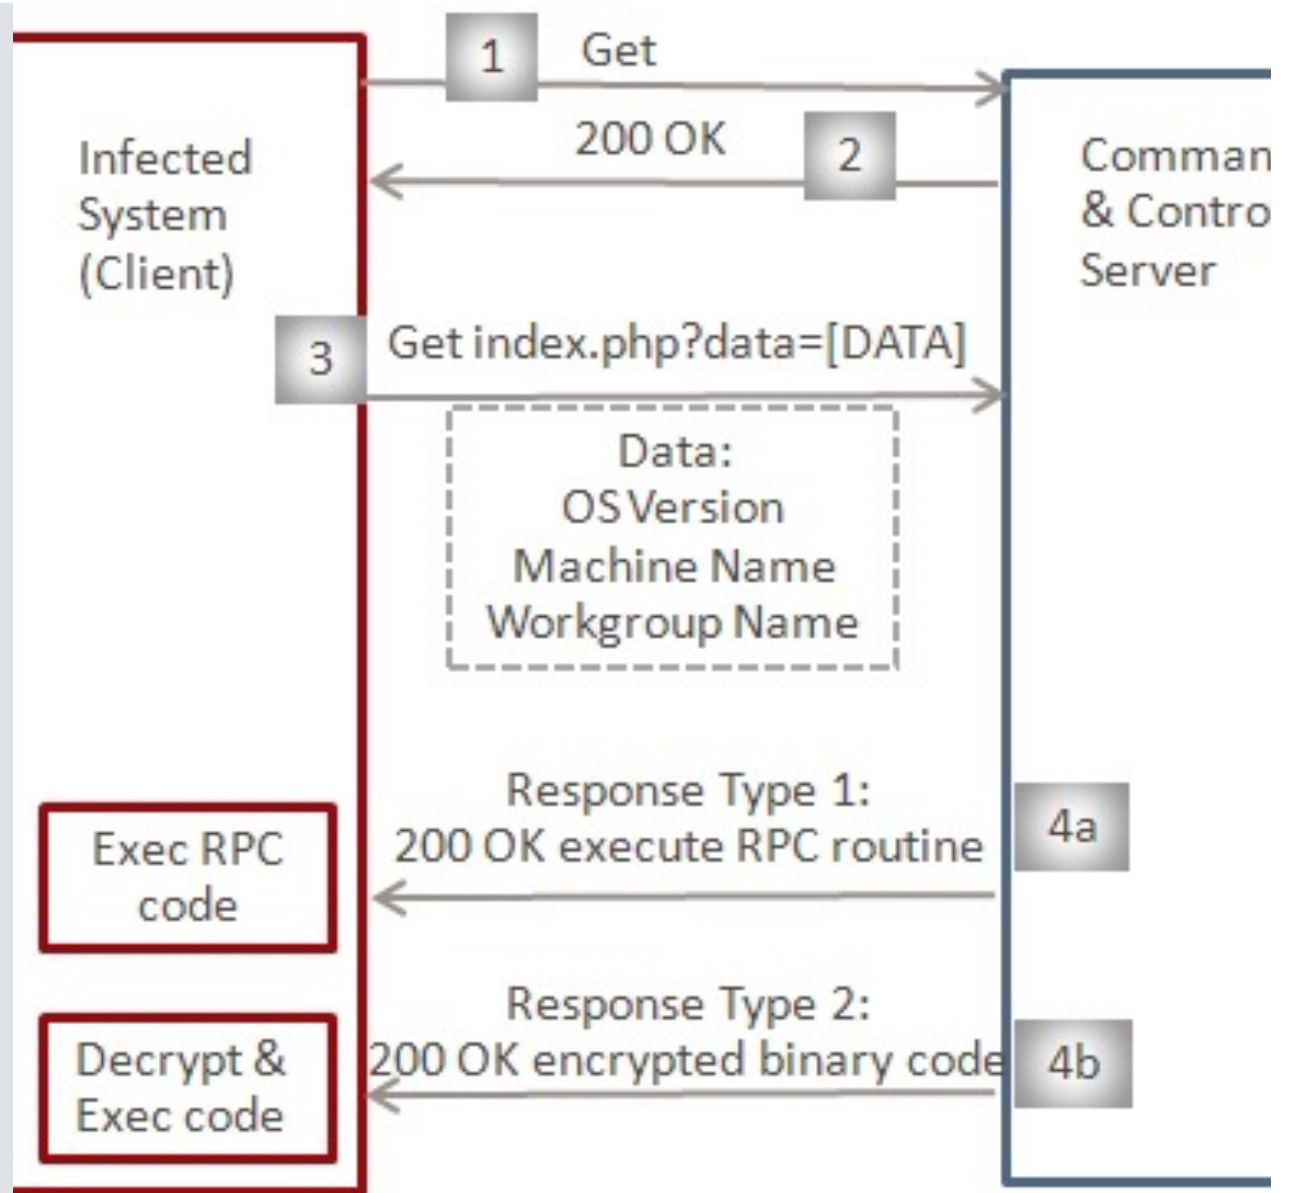 1
Get
200 OK
2
Infected
System
(Client)
Comman
& Contro
Server
3
Get index.php?data=[DATA]
Data:
OS Version
Machine Name
Workgroup Name
Response Type 1:
200 OK execute RPC routine
4a
Exec RPC
code
Response Type 2:
200 OK encrypted binary code
4b
Decrypt &
Exec code